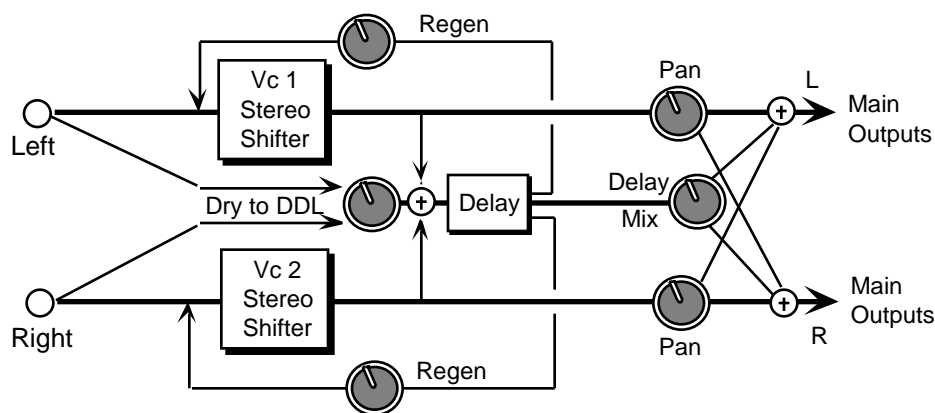 Regen
Vc 1
Stereo
Shifter
Pan
L
Main
Outputs
Left
Dry to DDL
+
Delay
Delay
Mix
+
Vc 2
Stereo
Shifter
Right
Pan
+
R
Main
Outputs
Regen